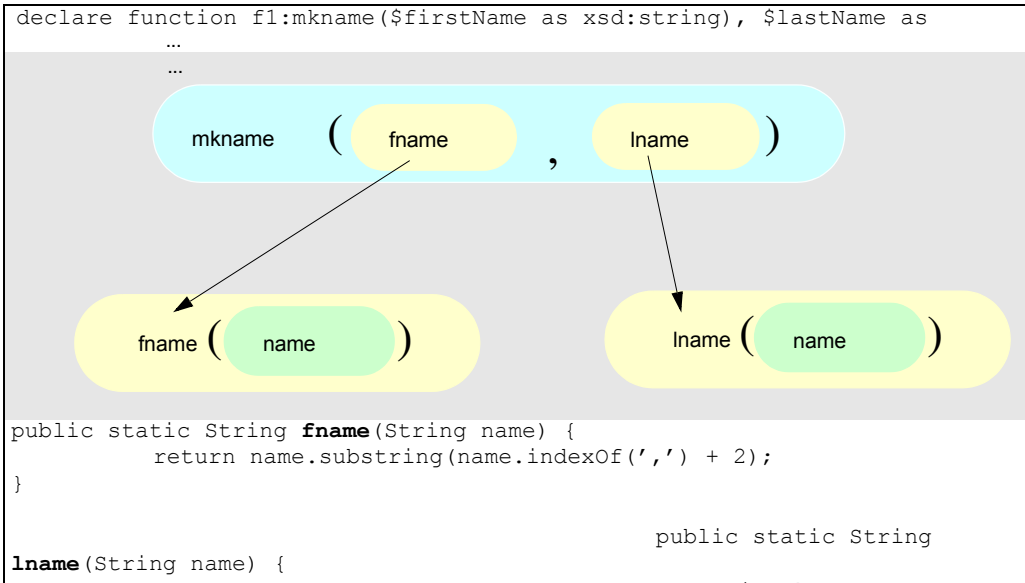 declare function f1:mkname($firstName as xsd:string), $lastName as
...
...
mkname ( fname , lname )
fname ( name ) lname ( name )
public static String fname(String name) {
return name.substring(name.indexOf(',') + 2);
}
public static String
lname(String name) {